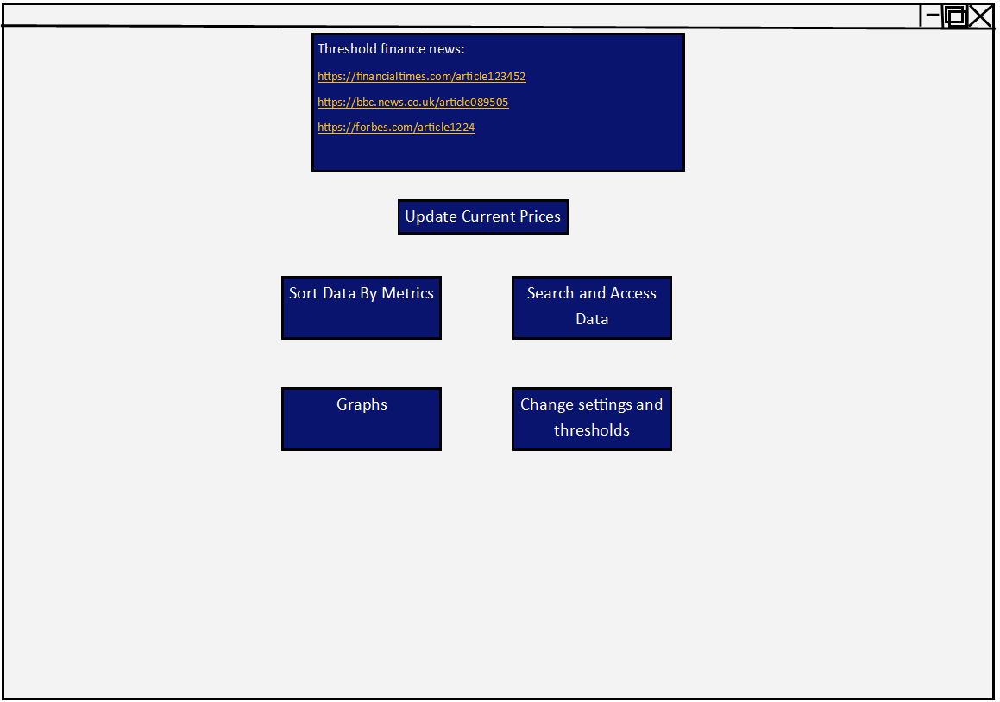 Threshold finance news:
https://financialtimes.com/article123452
https://bbc.news.co.uk/article089505
https://forbes.com/article1224
Update Current Prices
Sort Data By Metrics
Search and Access
Data
Graphs
Change settings and
thresholds